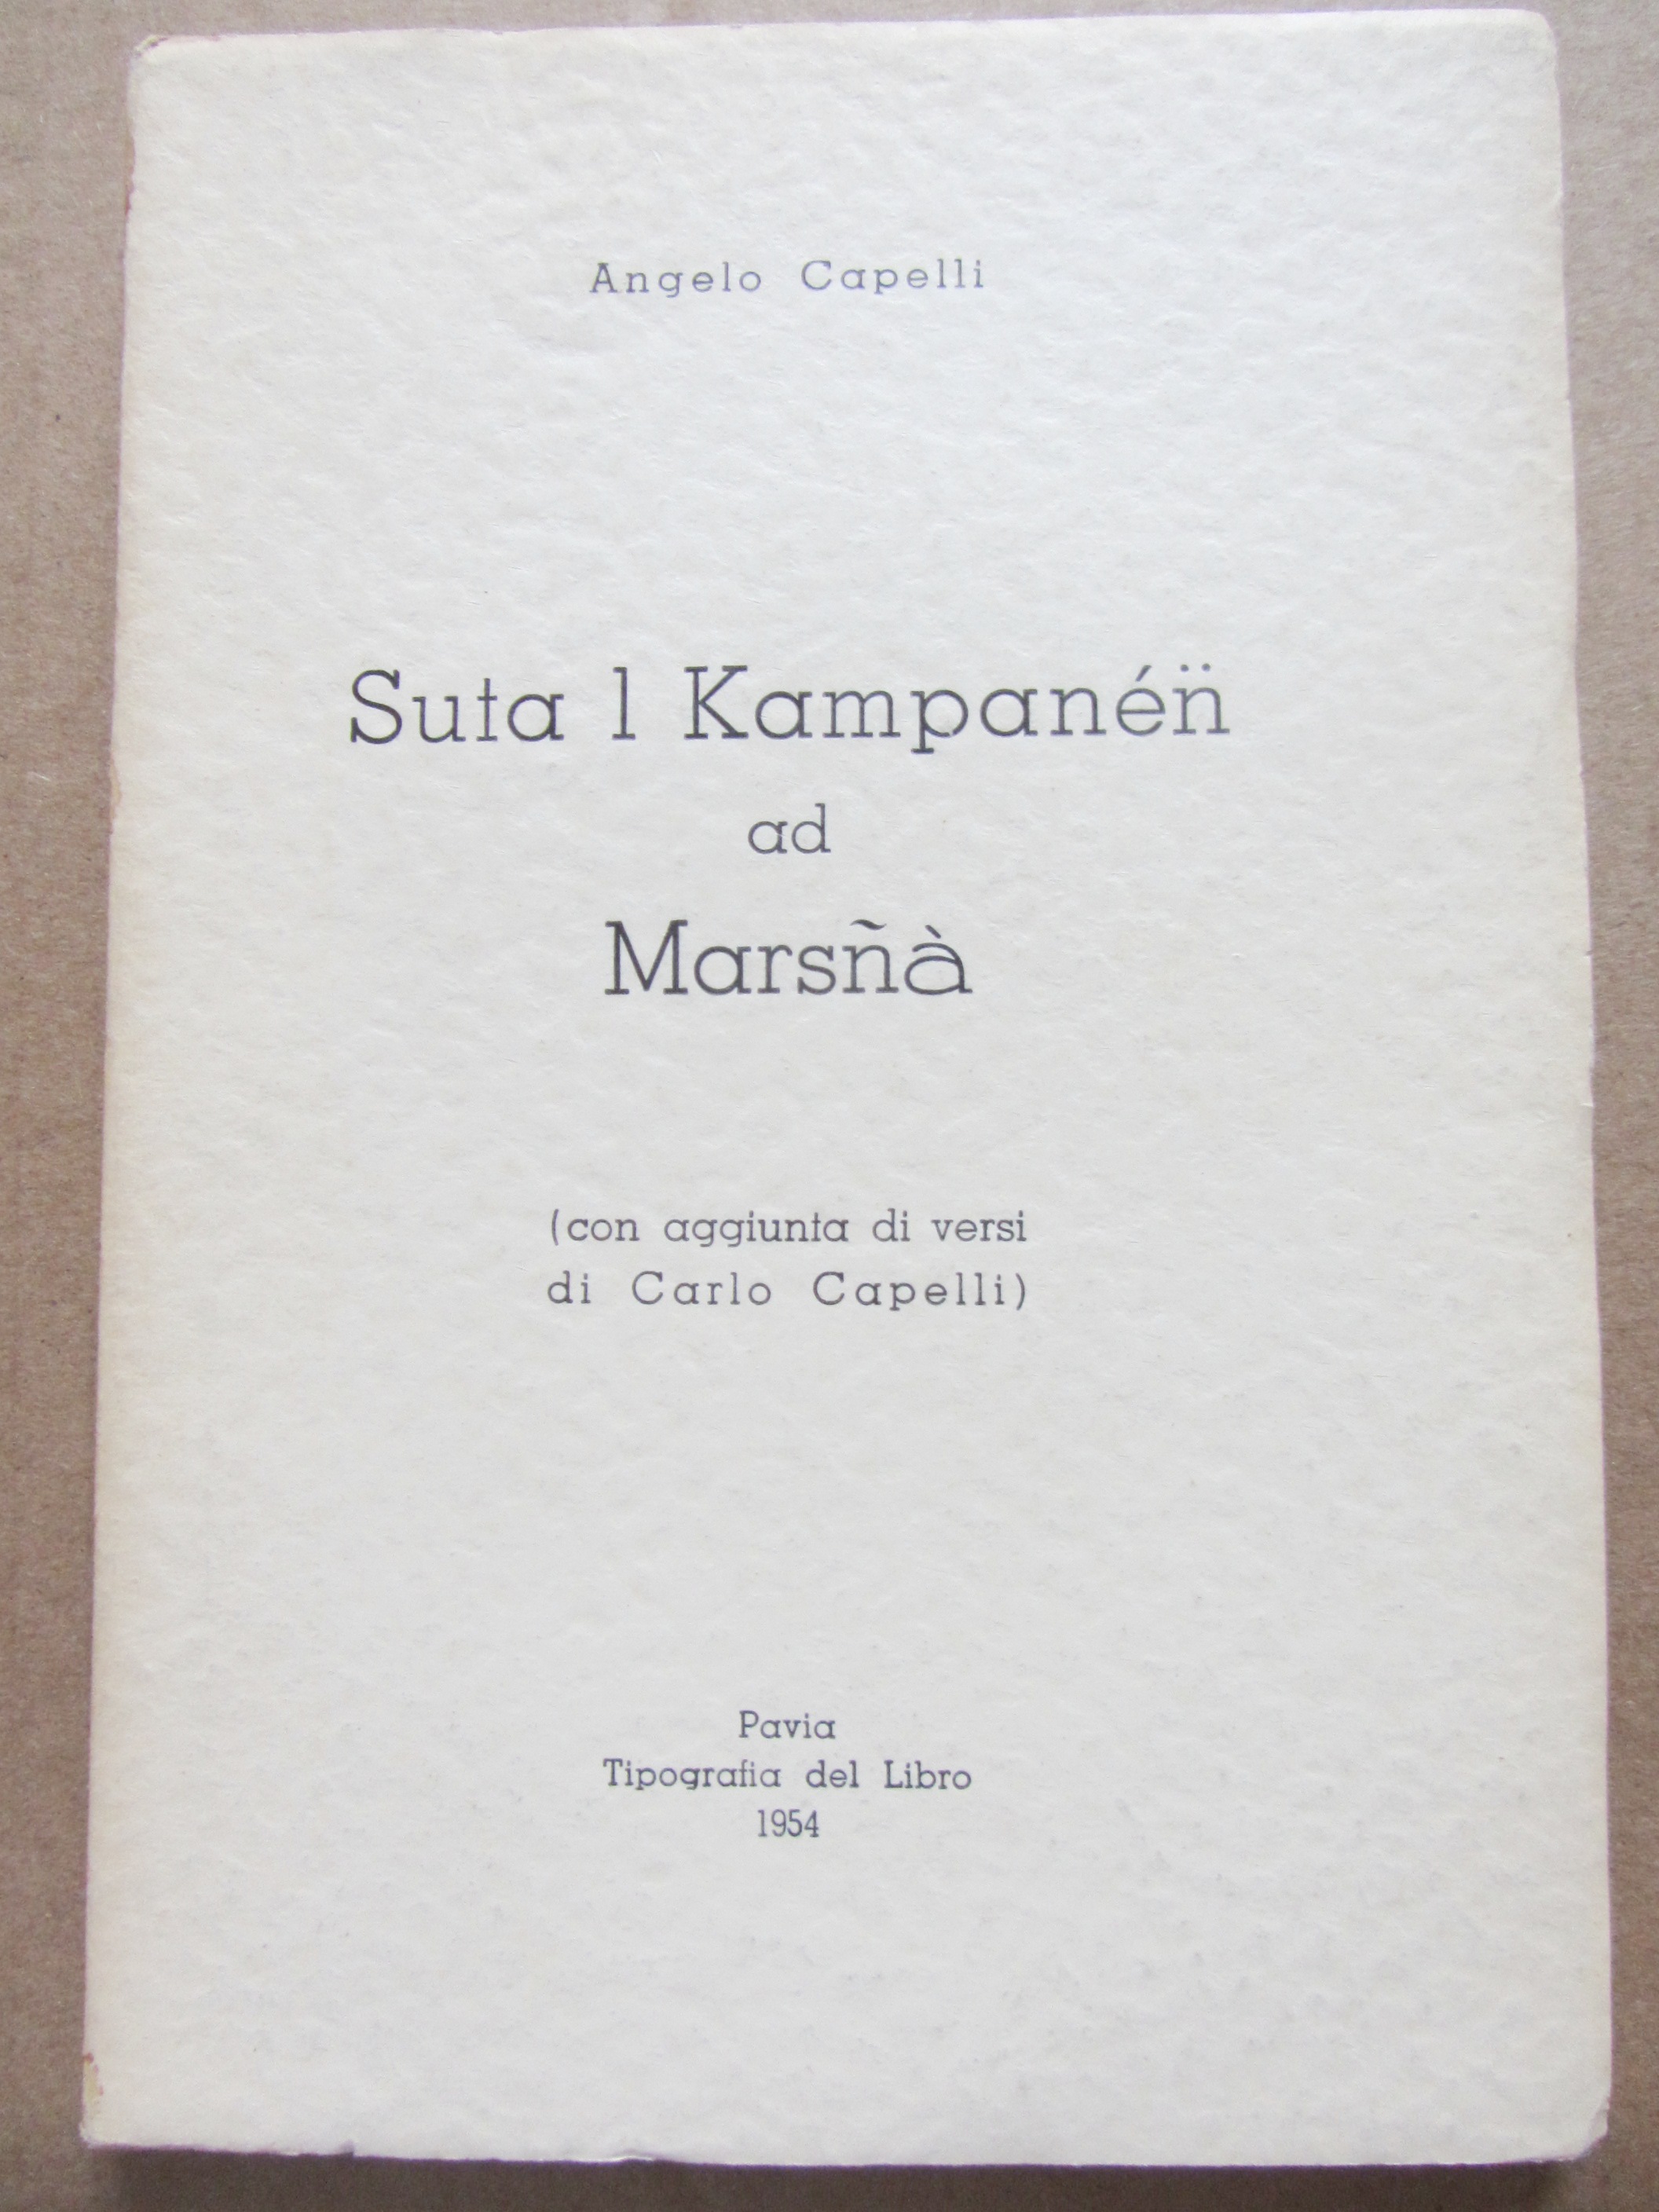 Angelo Capelli
Suta l Kampanén̈
ad
Marsñà
(con aggiunta di versi
di Carlo Capelli)
Pavia
Tipografia del Libro
1954